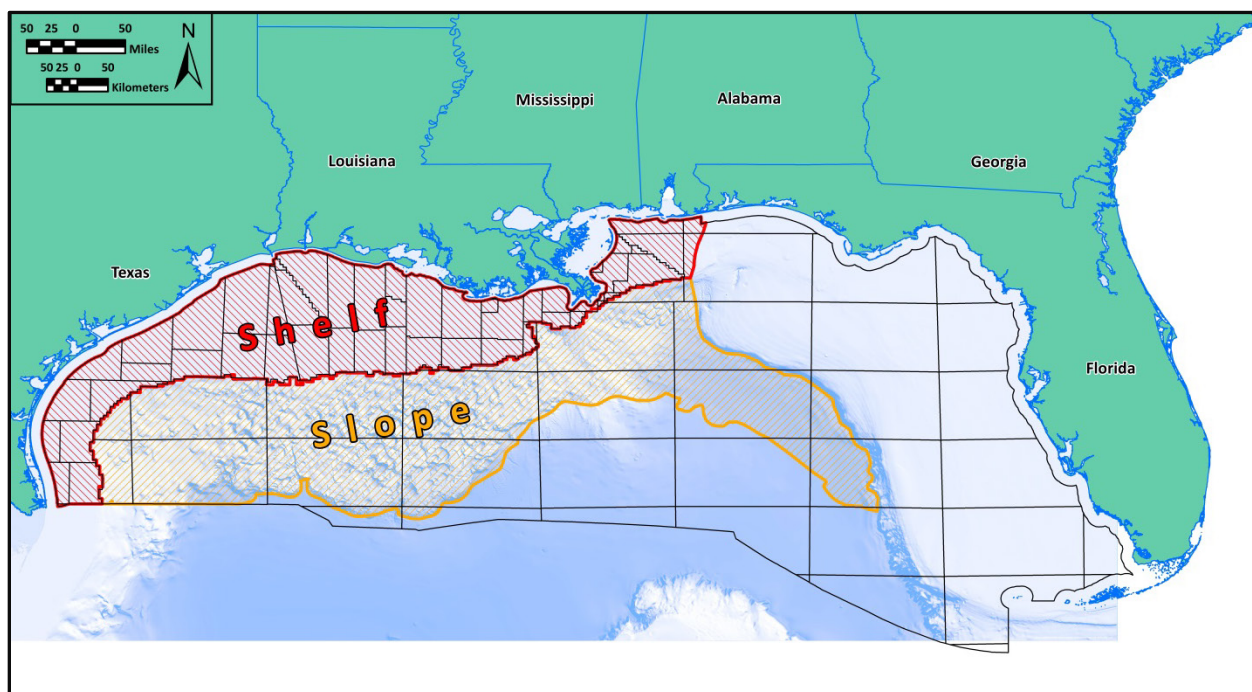 50 25 0 50
Miles
50 25 0 50
Kilometers
N
Mississippi
Alabama
Louisiana
Georgia
Texas
Shelf
Florida
Slope